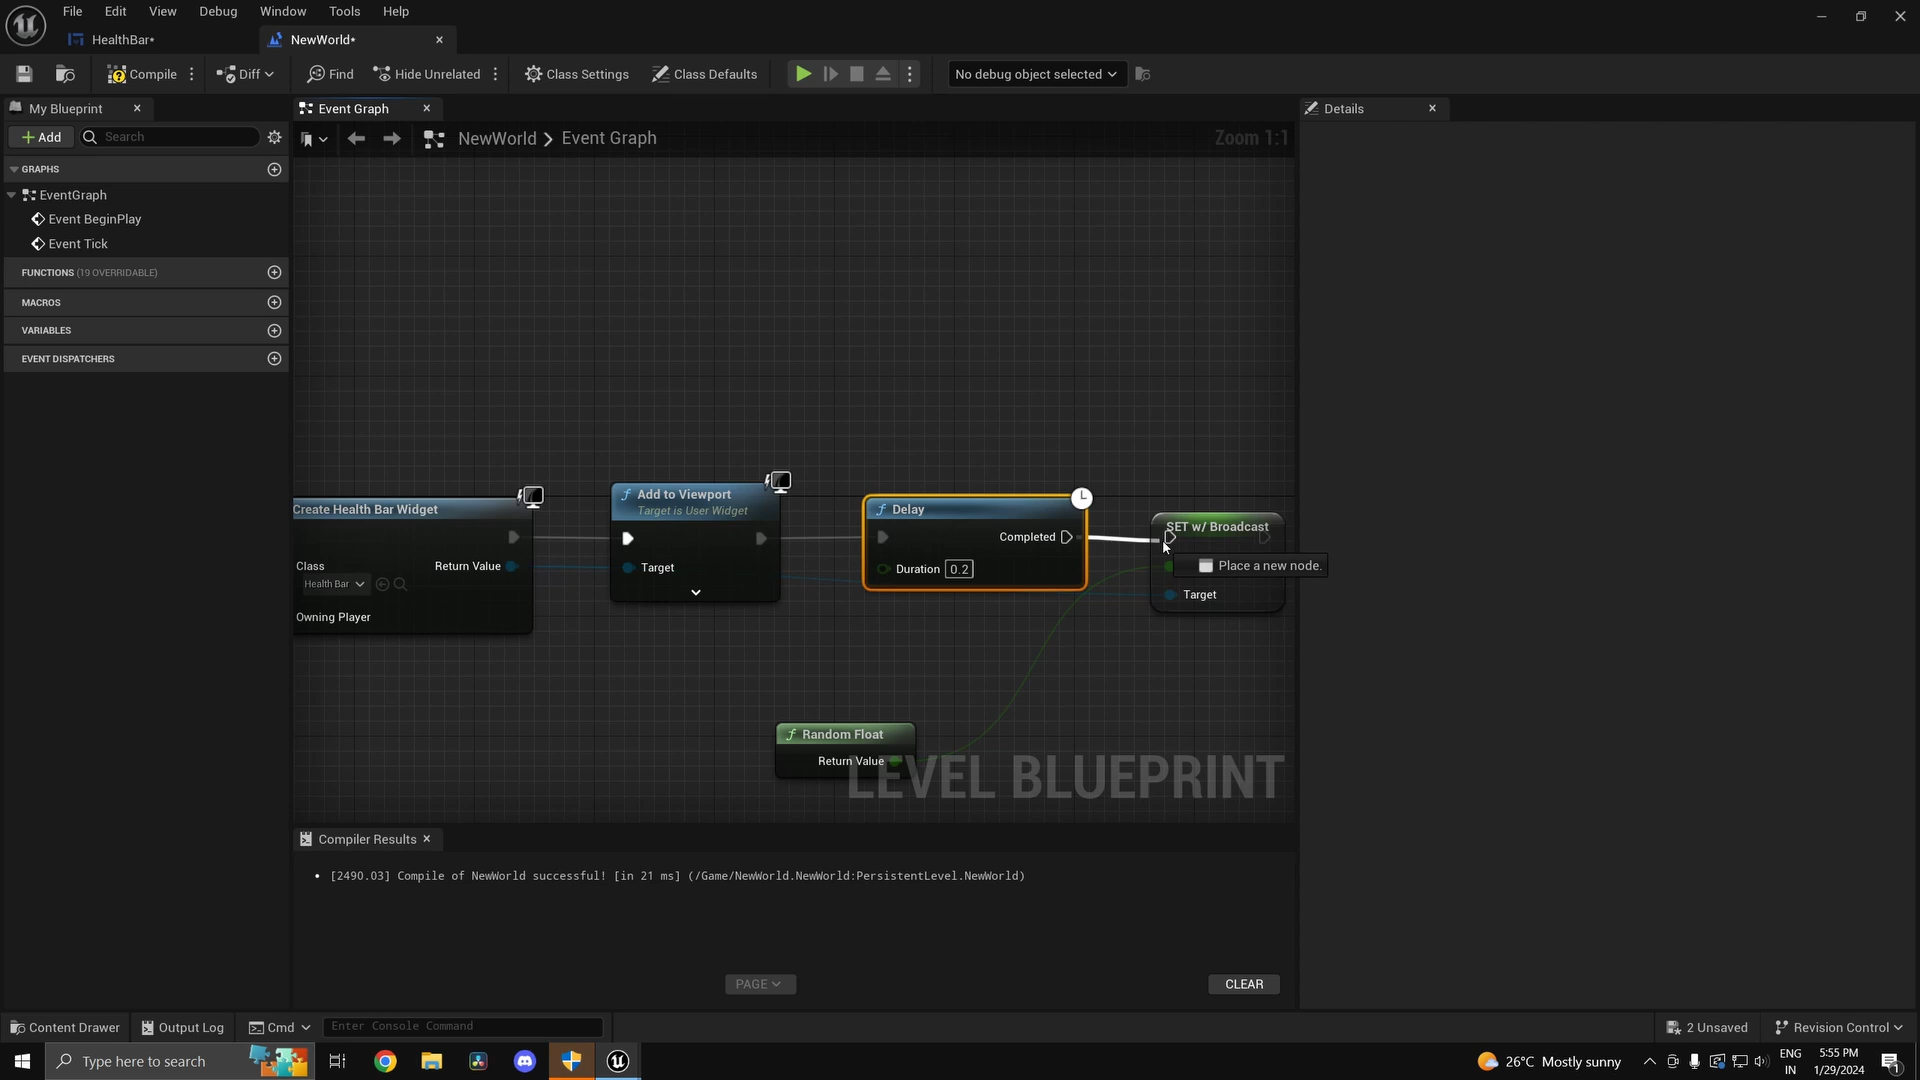 File Edit View Debug Window Tools Help
HealthBar* NewWorld*
Compile Diff Find Hide Unrelated Class Settings Class Defaults No debug object selected
My Blueprint Event Graph Details
Add Search NewWorld > Event Graph Zoom 1:1
GRAPHS
EventGraph
Event BeginPlay
Event Tick
FUNCTIONS (19 OVERRIDABLE)
MACROS
VARIABLES
EVENT DISPATCHERS
Create Health Bar Widget
Class Return Value
Health Bar
Owning Player
Add to Viewport
Target is User Widget
Target
Delay
Completed
Duration 0.2
SET w/ Broadcast
Place a new node.
Target
Random Float
Return Value
LEVEL BLUEPRINT
Compiler Results
• [2490.03] Compile of NewWorld successful! [in 21 ms] (/Game/NewWorld.NewWorld:PersistentLevel.NewWorld)
PAGE CLEAR
Content Drawer Output Log Cmd Enter Console Command 2 Unsaved Revision Control
Type here to search 26°C Mostly sunny ENG IN 5:55 PM 1/29/2024 1